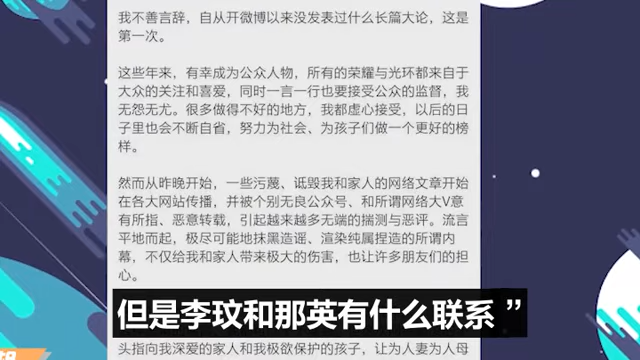 我不善言辞，自从开微博以来没发表过什么长篇大论，这是
第一次。
这些年来，有幸成为公众人物，所有的荣耀与光环都来自于
大众的关注和喜爱，同时一言一行也要接受公众的监督，我
无怨无尤。很多做得不好的地方，我都虚心接受，以后的日
子里也会不断自省，努力为社会、为孩子们做一个更好的榜
样。
然而从昨晚开始，一些污蔑、诋毁我和家人的网络文章开始
在各大网站传播，并被个别无良公众号、和所谓网络大V意
有所指、恶意转载，引起越来越多无端的揣测与恶评。流言
平地而起，极尽可能地抹黑造谣、渲染纯属捏造的所谓内
幕，不仅给我和家人带来极大的伤害，也让许多朋友们的担
心。
但是李玟和那英有什么联系 ”
头指向我深爱的家人和我极欲保护的孩子，让为人妻为人母